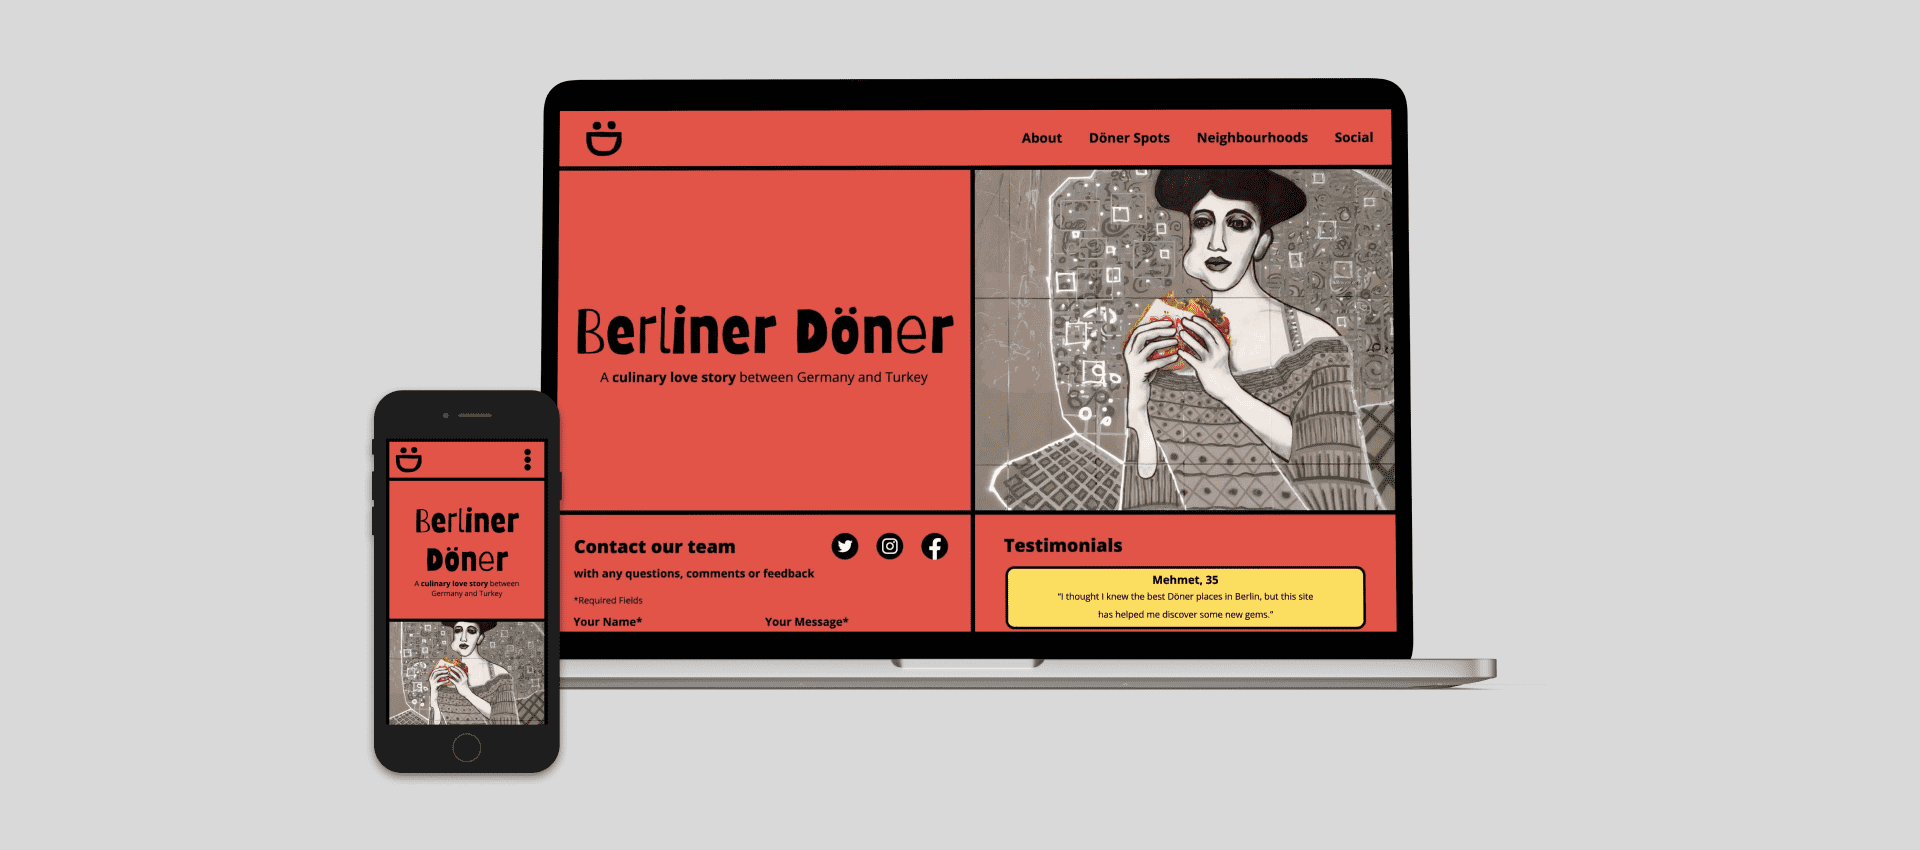 About Döner Spots Neighbourhoods Social
Berliner Döner
A culinary love story between Germany and Turkey
Contact our team
with any questions, comments or feedback
*Required Fields
Your Name* Your Message*
Testimonials
Mehmet, 35
“I thought I knew the best Döner places in Berlin, but this site
has helped me discover some new gems.”
Berliner
Döner
A culinary love story between
Germany and Turkey